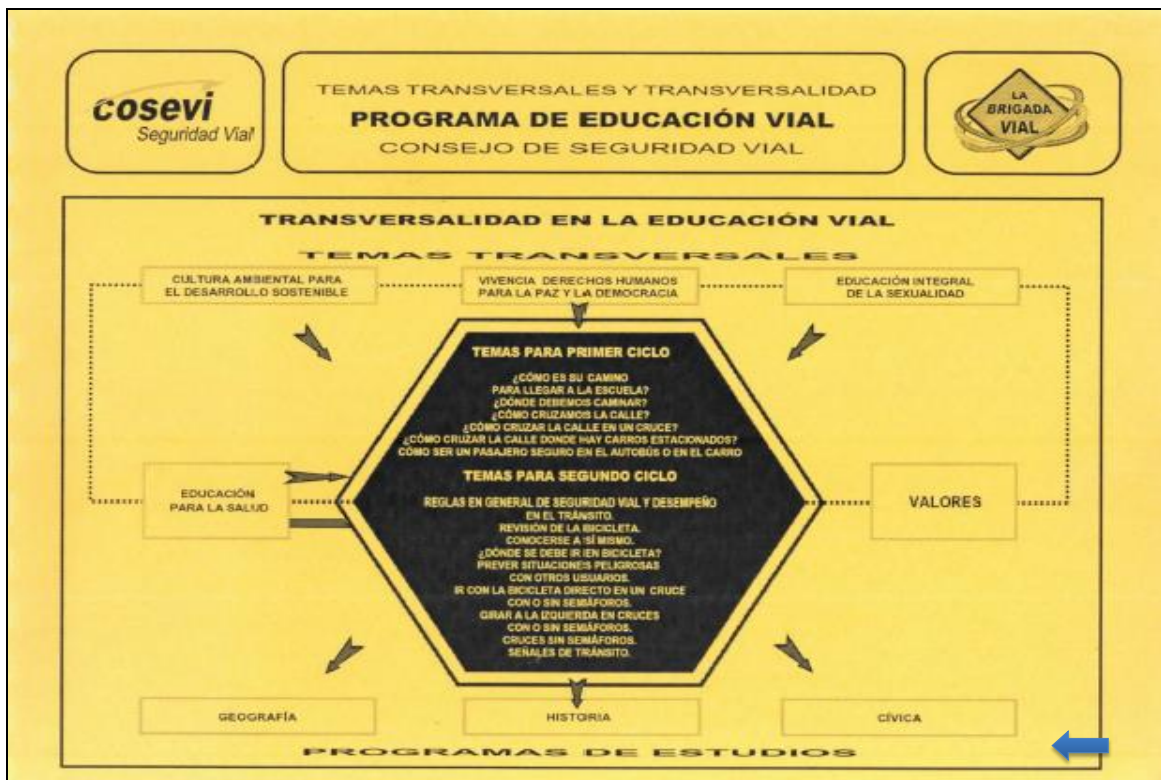 cosevi
Seguridad Vial
TEMAS TRANSVERSALES Y TRANSVERSALIDAD
PROGRAMA DE EDUCACIÓN VIAL
CONSEJO DE SEGURIDAD VIAL
LA
BRIGADA
VIAL
TRANSVERSALIDAD EN LA EDUCACIÓN VIAL
TEMAS TRANSVERSALES
CULTURA AMBIENTAL PARA
EL DESARROLLO SOSTENIBLE
VIVENCIA DERECHOS HUMANOS
PARA LA PAZ Y LA DEMOCRACIA
EDUCACIÓN INTEGRAL
DE LA SEXUALIDAD
TEMAS PARA PRIMER CICLO
¿CÓMO ES SU CAMINO
PARA LLEGAR A LA ESCUELA?
¿DÓNDE DEBEMOS CAMINAR?
¿CÓMO CRUZAMOS LA CALLE?
¿CÓMO CRUZAR LA CALLE EN UN CRUCE?
¿CÓMO CRUZAR LA CALLE DONDE HAY CARROS ESTACIONADOS?
CÓMO SER UN PASAJERO SEGURO EN EL AUTOBÚS O EN EL CARRO
TEMAS PARA SEGUNDO CICLO
REGLAS EN GENERAL DE SEGURIDAD VIAL Y DESEMPEÑO
EN EL TRÁNSITO.
REVISIÓN DE LA BICICLETA.
CONOCERSE A SÍ MISMO.
¿DÓNDE SE DEBE IR EN BICICLETA?
PREVER SITUACIONES PELIGROSAS
CON OTROS USUARIOS.
IR CON LA BICICLETA DIRECTO EN UN CRUCE
CON O SIN SEMÁFOROS.
GIRAR A LA IZQUIERDA EN CRUCES
CON O SIN SEMÁFOROS.
CRUCES SIN SEMÁFOROS.
SEÑALES DE TRÁNSITO.
EDUCACIÓN
PARA LA SALUD
VALORES
GEOGRAFÍA
HISTORIA
CÍVICA
PROGRAMAS DE ESTUDIOS